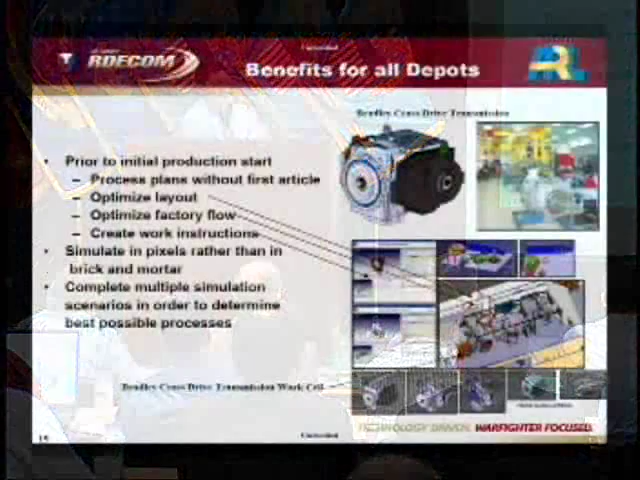 RDECOM
Benefits for all Depots
ARL
Bradley Cross Drive Transmission
• Prior to initial production start
– Process plans without first article
– Optimize layout
– Optimize factory flow
– Create work instructions
• Simulate in pixels rather than in
brick and mortar
• Complete multiple simulation
scenarios in order to determine
best possible processes
Bradley Cross Drive Transmission Work Cell
TECHNOLOGY DRIVEN. WARFIGHTER FOCUSED.